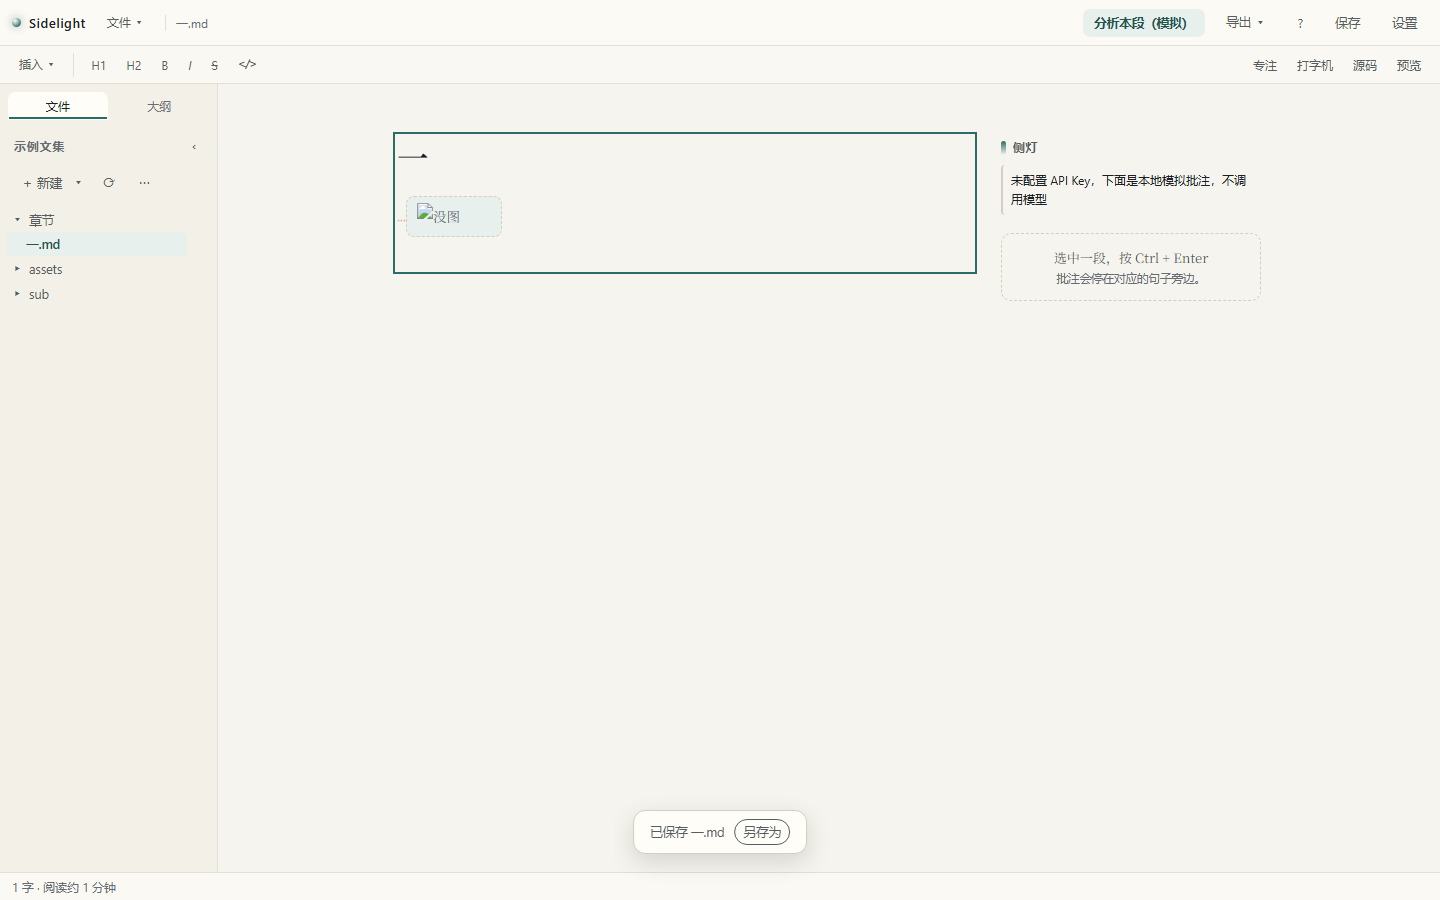 Sidelight 文件 一.md 分析本段（模拟） 导出 ? 保存 设置
插入 H1 H2 B I S </> 专注 打字机 源码 预览
文件 大纲
示例文集
+ 新建 ...
章节
一.md
assets
sub
一
没图
侧灯
未配置 API Key，下面是本地模拟批注，不调
用模型
选中一段，按 Ctrl + Enter
批注会停在对应的句子旁边。
已保存 一.md 另存为
1 字 · 阅读约 1 分钟